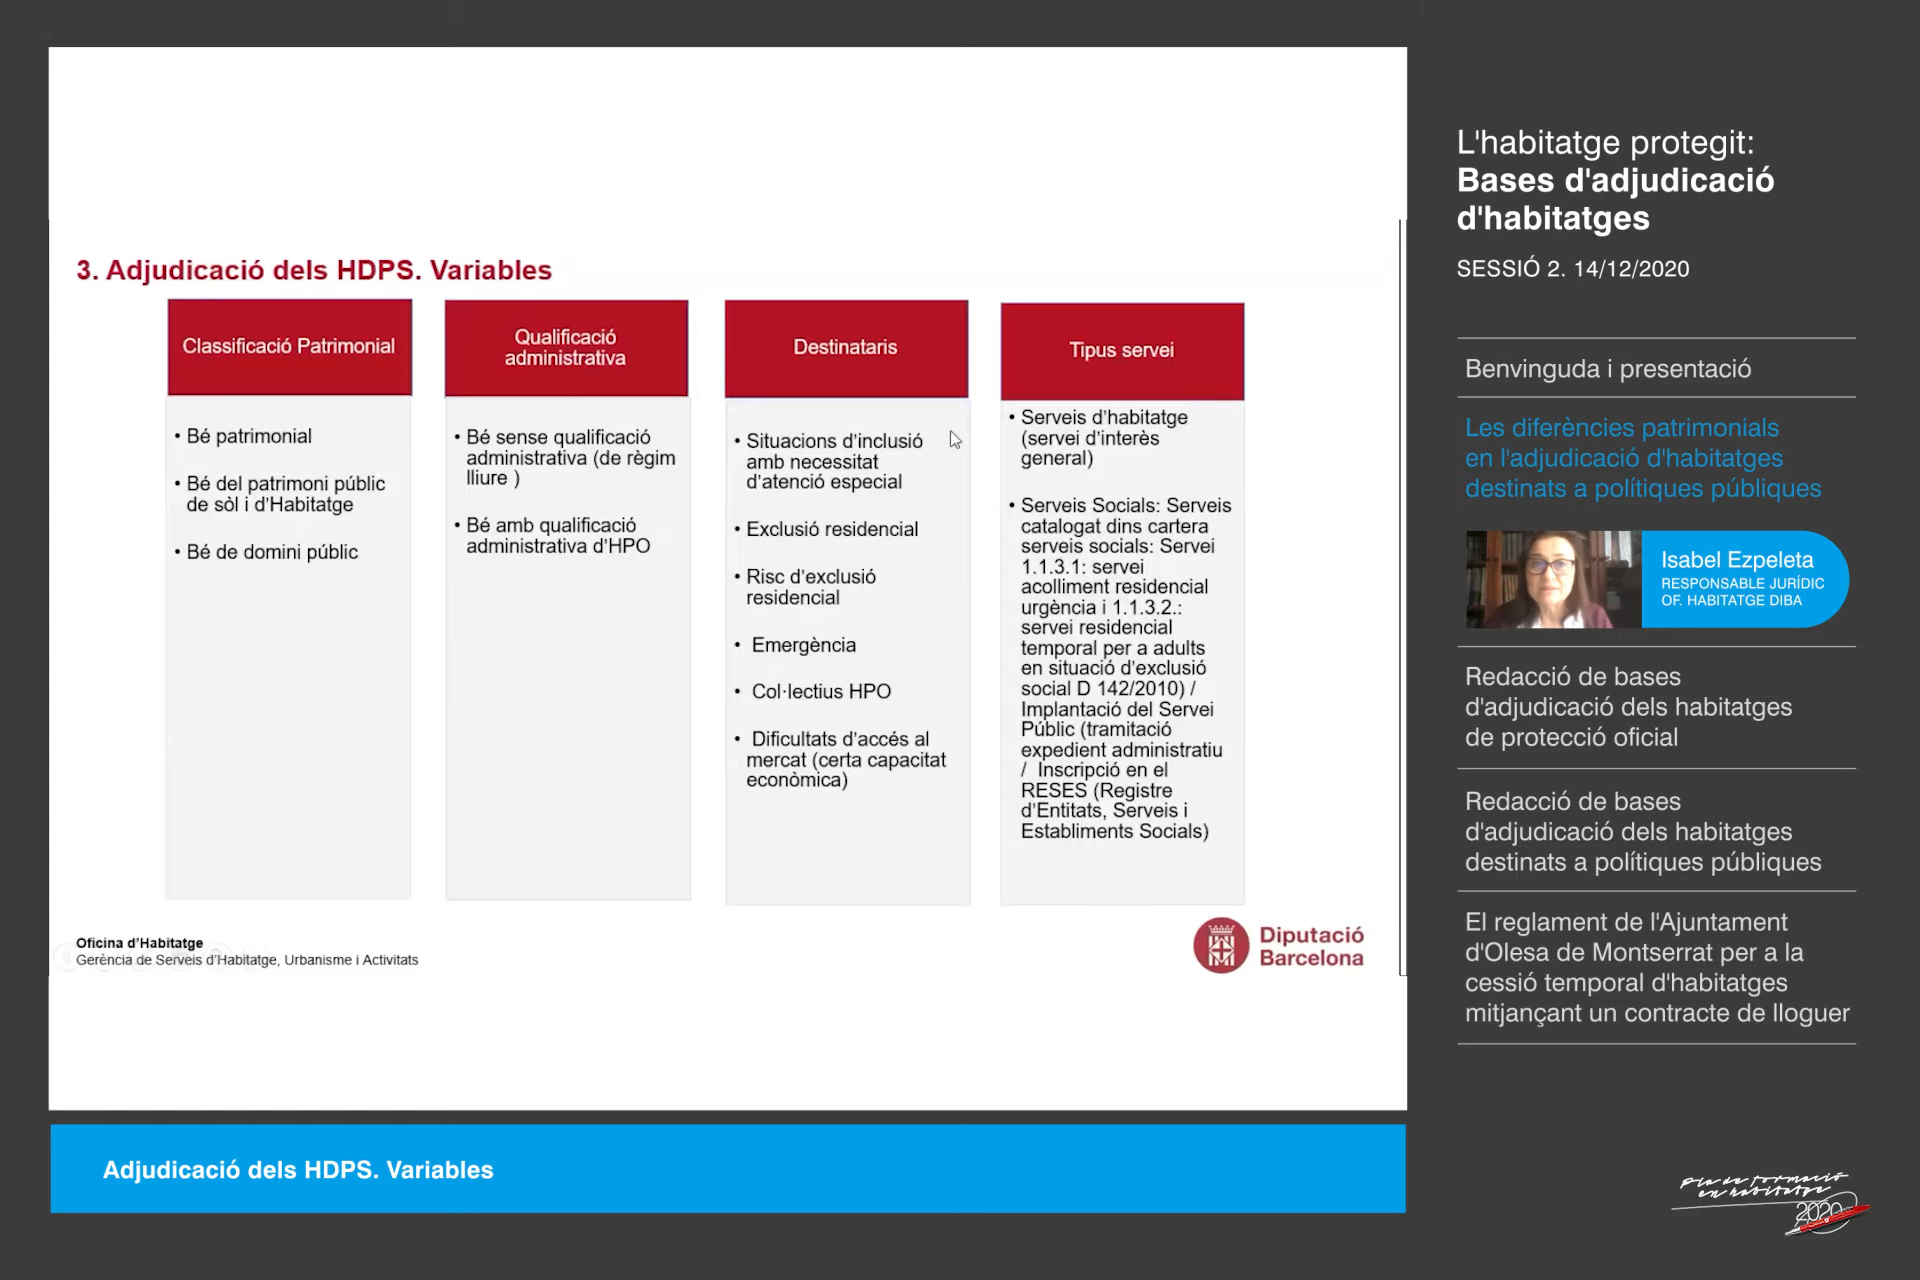 3. Adjudicació dels HDPS. Variables
Classificació Patrimonial
• Bé patrimonial
• Bé del patrimoni públic
de sòl i d'Habitatge
• Bé de domini públic
Qualificació
administrativa
• Bé sense qualificació
administrativa (de règim
lliure )
• Bé amb qualificació
administrativa d'HPO
Destinataris
• Situacions d'inclusió
amb necessitat
d'atenció especial
• Exclusió residencial
• Risc d'exclusió
residencial
• Emergència
• Col·lectius HPO
• Dificultats d'accés al
mercat (certa capacitat
econòmica)
Tipus servei
• Serveis d'habitatge
(servei d'interès
general)
• Serveis Socials: Serveis
catalogat dins cartera
serveis socials: Servei
1.1.3.1: servei
acolliment residencial
urgència i 1.1.3.2.:
servei residencial
temporal per a adults
en situació d'exclusió
social D 142/2010) /
Implantació del Servei
Públic (tramitació
expedient administratiu
/ Inscripció en el
RESES (Registre
d'Entitats, Serveis i
Establiments Socials)
Oficina d'Habitatge
Gerència de Serveis d'Habitatge, Urbanisme i Activitats
Diputació
Barcelona
Adjudicació dels HDPS. Variables
L'habitatge protegit:
Bases d'adjudicació
d'habitatges
SESSIÓ 2. 14/12/2020
Benvinguda i presentació
Les diferències patrimonials
en l'adjudicació d'habitatges
destinats a polítiques públiques
Isabel Ezpeleta
RESPONSABLE JURÍDIC
OF. HABITATGE DIBA
Redacció de bases
d'adjudicació dels habitatges
de protecció oficial
Redacció de bases
d'adjudicació dels habitatges
destinats a polítiques públiques
El reglament de l'Ajuntament
d'Olesa de Montserrat per a la
cessió temporal d'habitatges
mitjançant un contracte de lloguer
pla de formació
en habitatge
2020